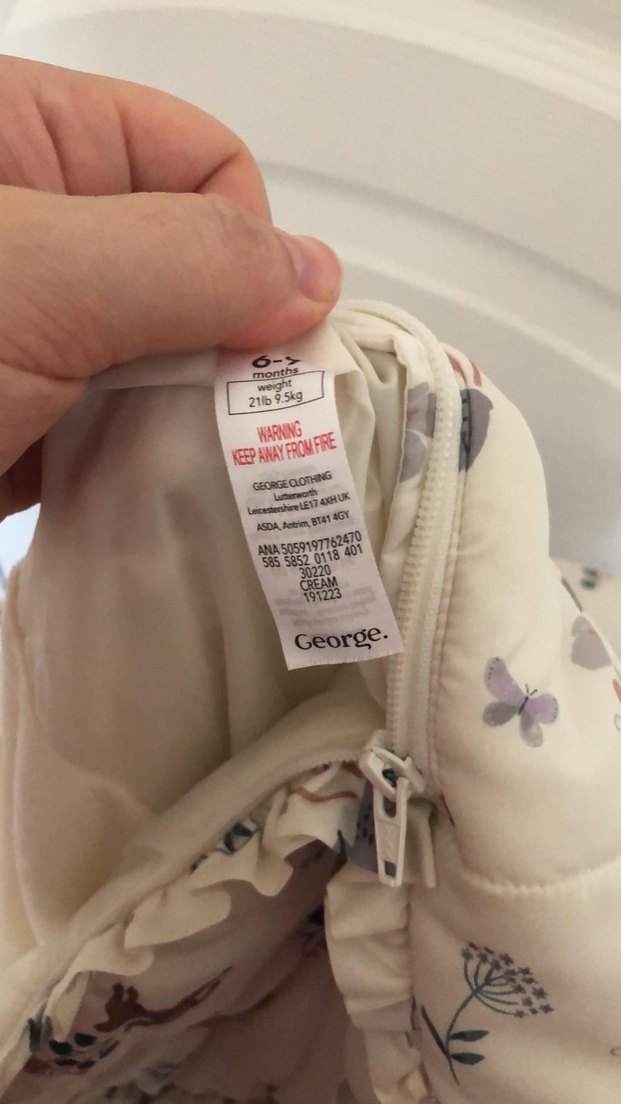 months
weight
21lb 9.5kg
WARNING
KEEP AWAY FROM FIRE
GEORGE CLOTHING
Lutterworth
Leicestershire LE17 4XH UK
ASDA, Antrim, BT41 4GY
ANA 5059197762470
585 5852 0118 401
30220
CREAM
191223
George.